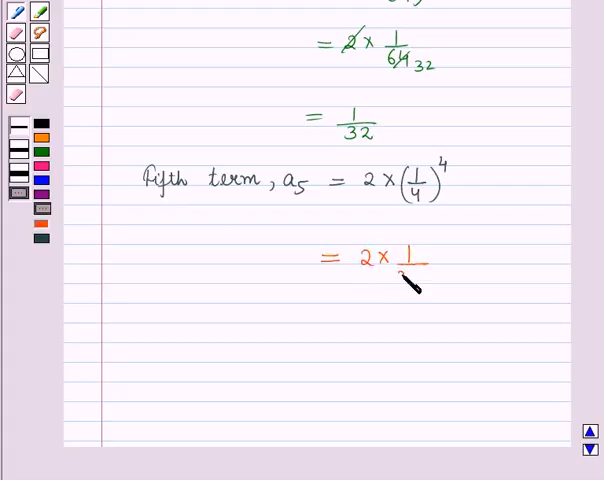 = 2 × 1/64 32
= 1/32
Fifth term, a₅ = 2 × (1/4)⁴
= 2 × 1/